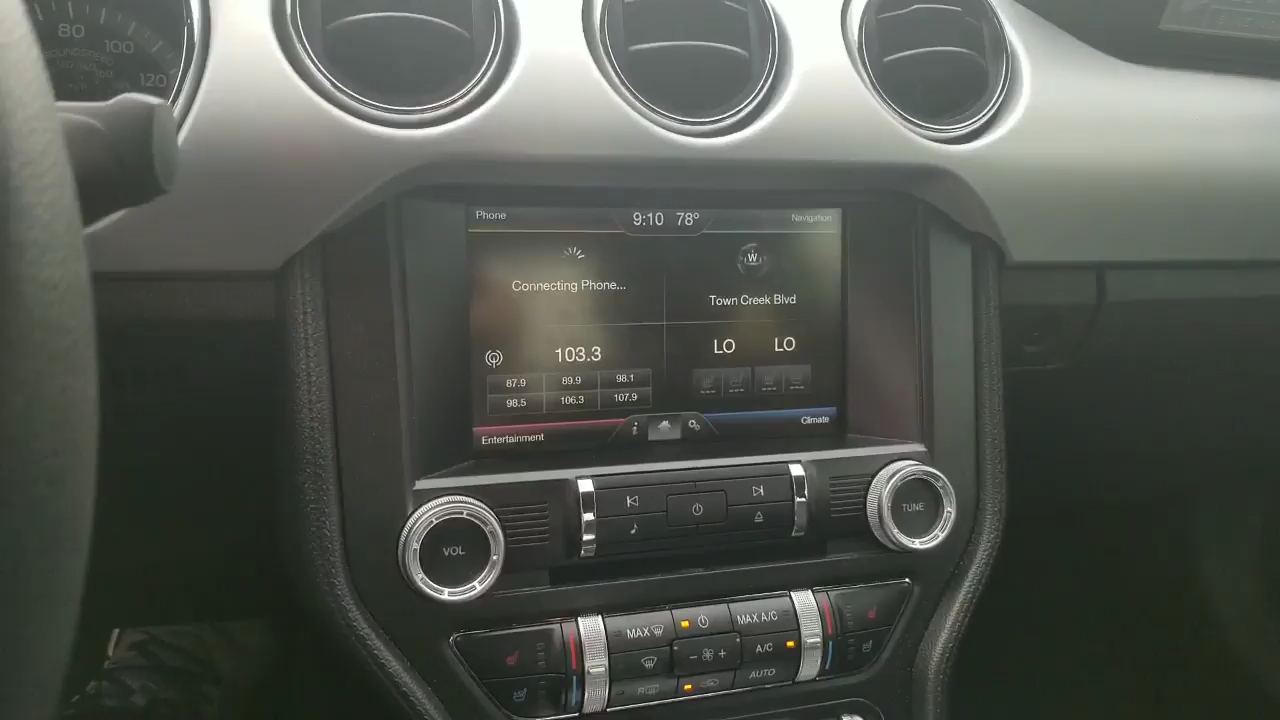 80
100
120
Phone
9:10 78°
Navigation
W
Connecting Phone...
Town Creek Blvd
103.3
LO LO
87.9 89.9 98.1
98.5 106.3 107.9
Entertainment
Climate
VOL
TUNE
MAX
MAX A/C
A/C
R
AUTO